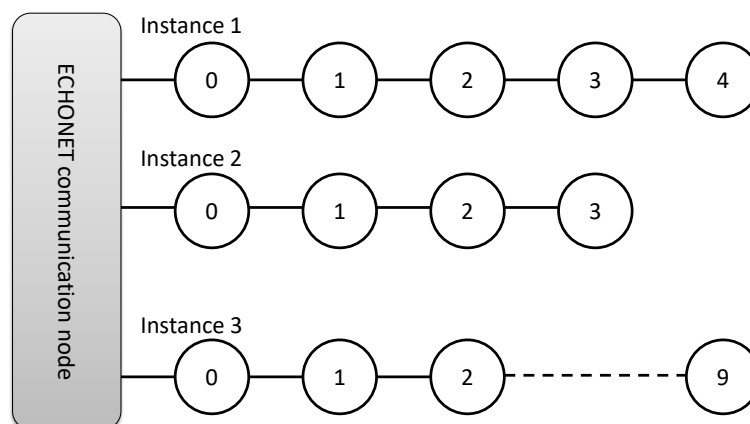 ECHONET communication node
Instance 1
0 1 2 3 4
Instance 2
0 1 2 3
Instance 3
0 1 2 9